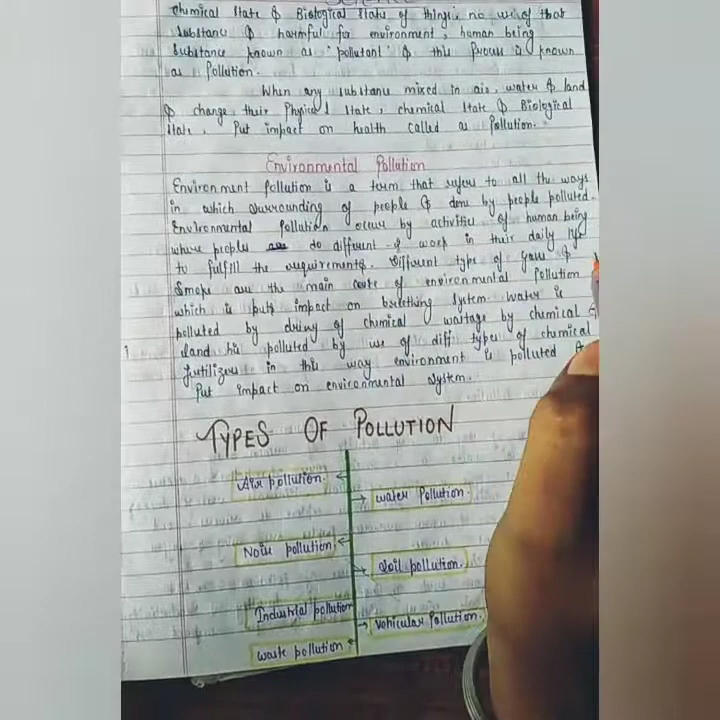 Science
Chemical State & Biological State of things, no use of that
substance & harmful for environment, human being
Substance known as 'pollutant' & this process is known
as Pollution.
When any substance mixed in air, water & land
& change their Physical State, chemical State & Biological
State, Put impact on health called as Pollution.
Environmental Pollution
Environment Pollution is a term that refers to all the ways
in which surrounding of people & done by people polluted.
Environmental Pollution occur by activities of human being
where peoples do different & work in their daily life
to fulfill the requirements. Different type of gases &
Smoke are the main cause of environmental Pollution
which is puts impact on breathing System. Water is
polluted by of chemical wastage by chemical
land polluted by use of diff types of chemical
fertilizers in this way environment is polluted &
Put impact on environmental system.
TYPES OF POLLUTION
Air pollution.
water Pollution.
Noise pollution.
Soil pollution.
Industrial pollution
Vehicular Pollution.
waste pollution